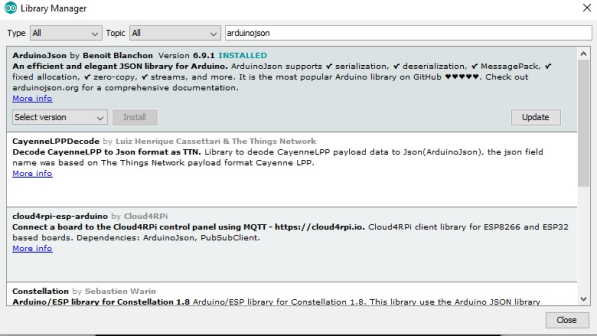 Library Manager
Type All Topic All arduinojson
ArduinoJson by Benoit Blanchon Version 6.9.1 INSTALLED
An efficient and elegant JSON library for Arduino. ArduinoJson supports ✔ serialization, ✔ deserialization, ✔ MessagePack, ✔
fixed allocation, ✔ zero-copy, ✔ streams, and more. It is the most popular Arduino library on GitHub ♥♥♥♥♥. Check out
arduinojson.org for a comprehensive documentation.
More info
Select version Install Update
CayenneLPPDecode by Luiz Henrique Cassettari & The Things Network
Decode CayenneLPP to Json format as TTN. Library to deode CayenneLPP payload data to Json(ArduinoJson), the json field
name was based on The Things Network payload format Cayenne LPP.
More info
cloud4rpi-esp-arduino by Cloud4RPi
Connect a board to the Cloud4RPi control panel using MQTT - https://cloud4rpi.io. Cloud4RPi client library for ESP8266 and ESP32
based boards. Dependencies: ArduinoJson, PubSubClient.
More info
Constellation by Sebastien Warin
Arduino/ESP library for Constellation 1.8 Arduino/ESP library for Constellation 1.8. This library use the Arduino JSON library
Close